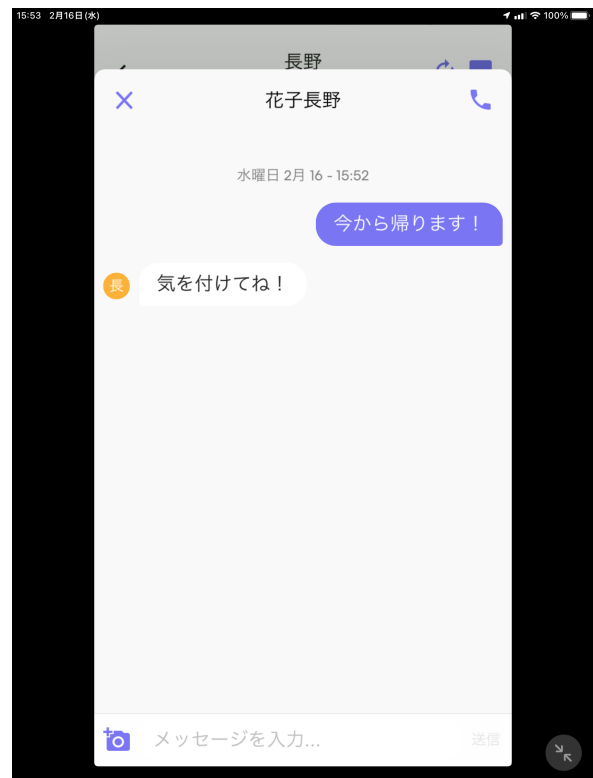 15:53 2月16日(水)
100%
長野
花子長野
水曜日 2月 16 - 15:52
今から帰ります！
長
気を付けてね！
メッセージを入力...
送信